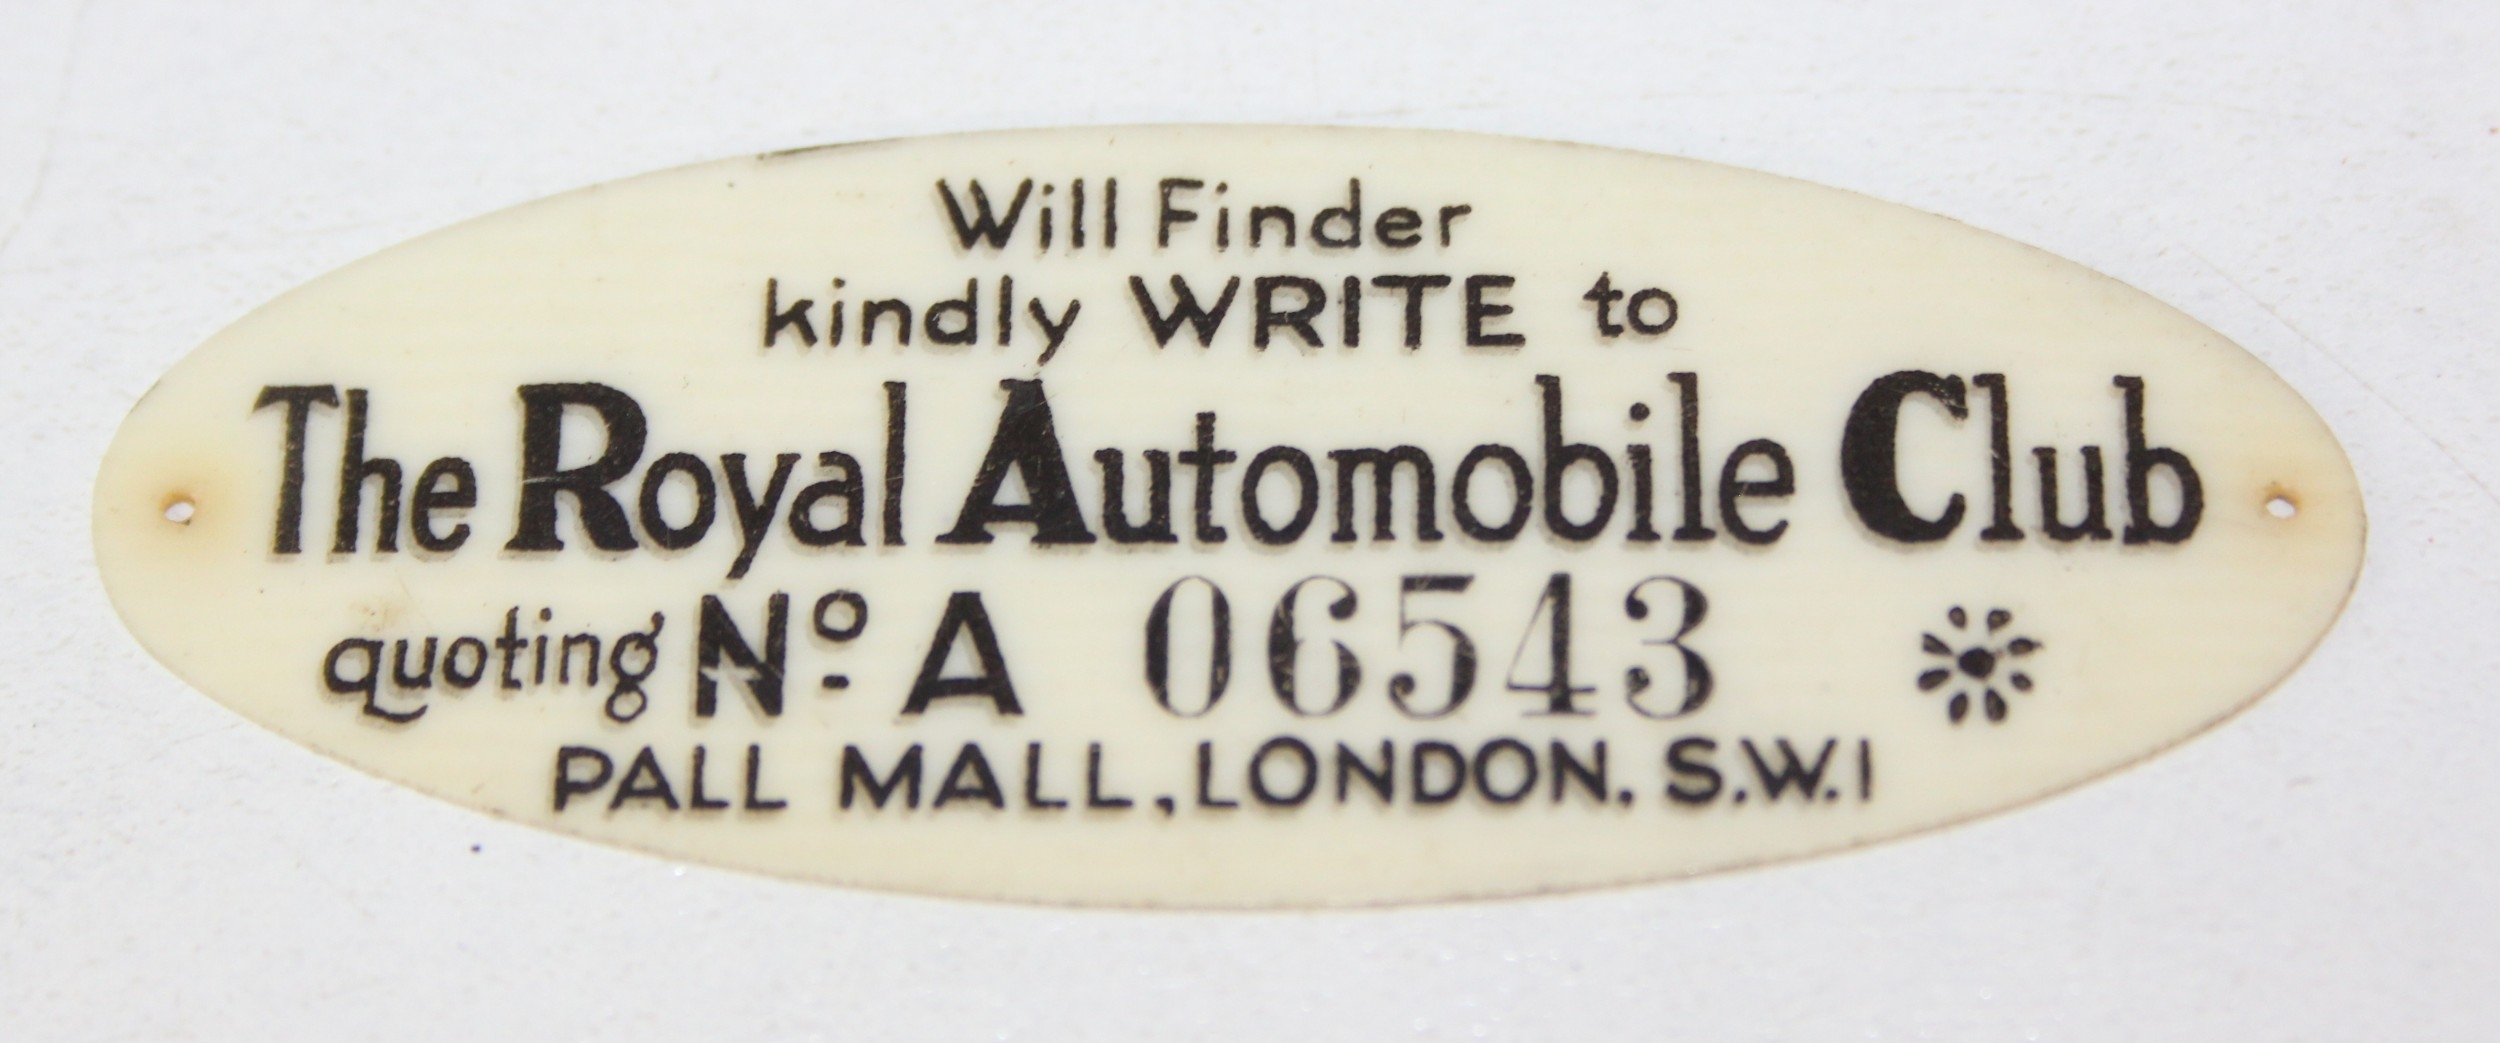 Will Finder
kindly WRITE to
The Royal Automobile Club
quoting Nº A 06543
PALL MALL, LONDON. S.W.1